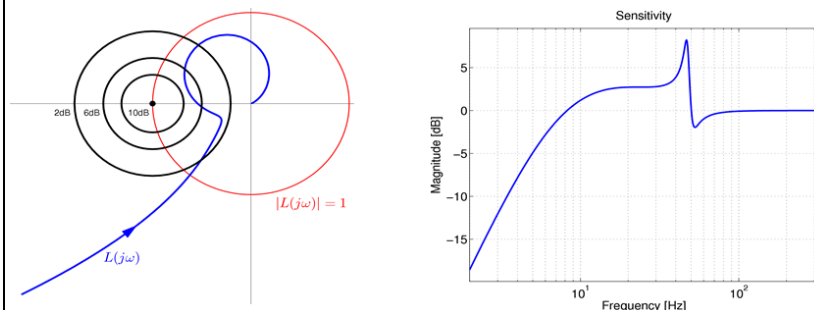 2dB
6dB
10dB
|L(jω)| = 1
L(jω)
Sensitivity
Magnitude [dB]
5
0
−5
−10
−15
10¹
10²
Frequency [Hz]